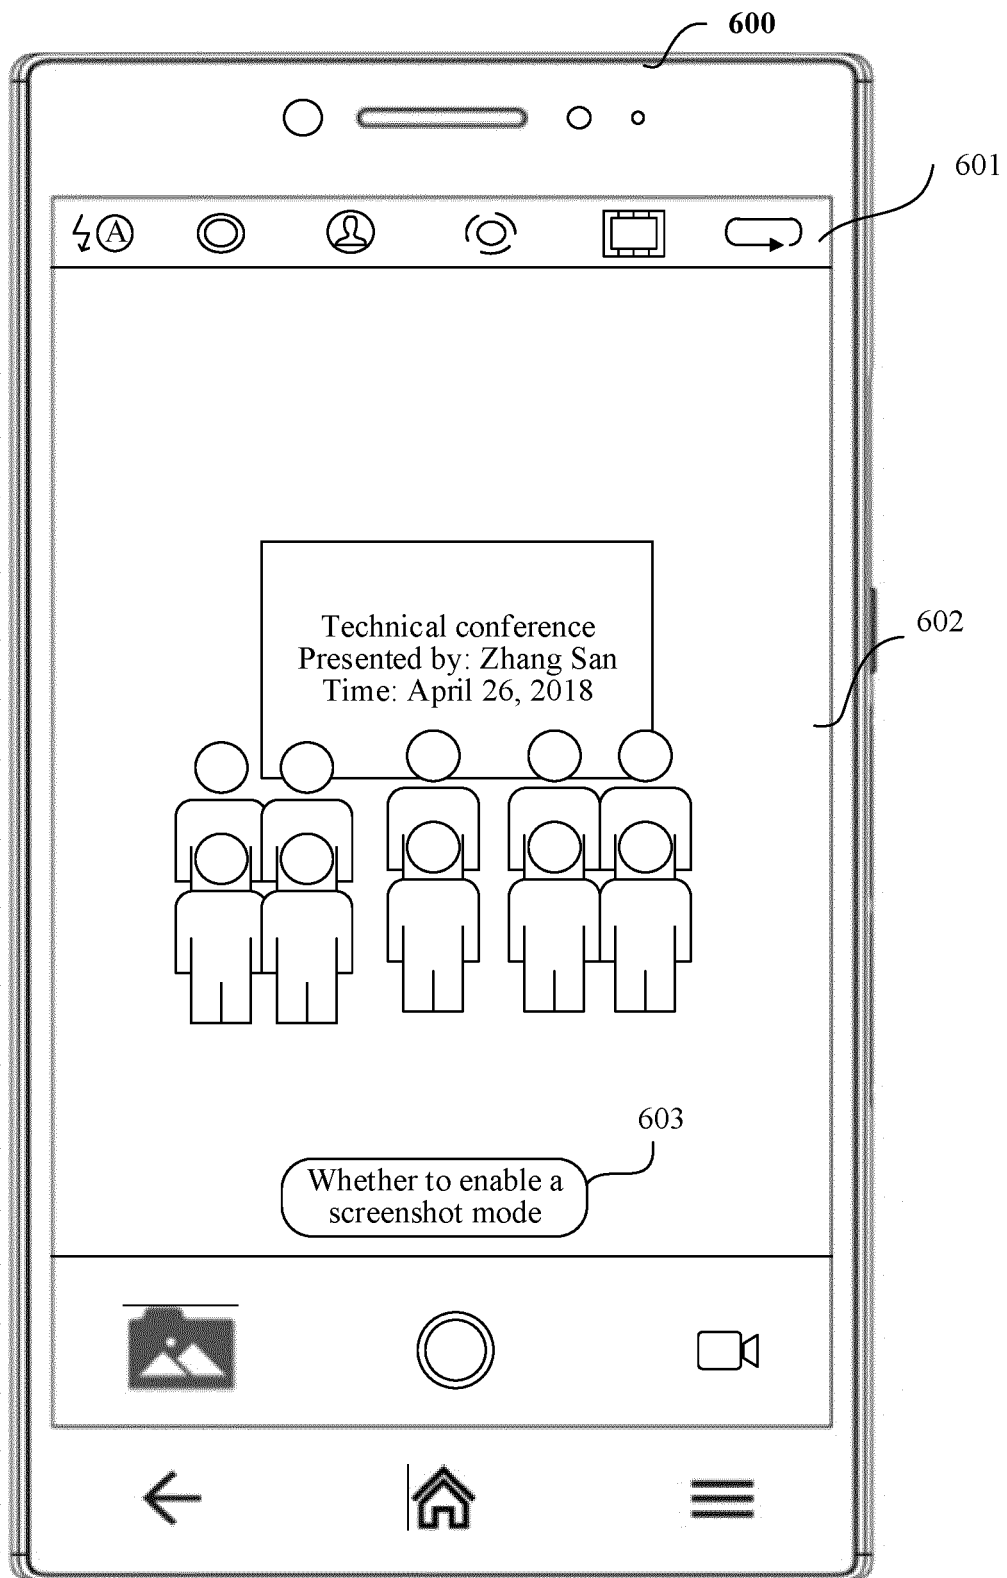 600
601
A
Technical conference
Presented by: Zhang San
Time: April 26, 2018
602
603
Whether to enable a
screenshot mode